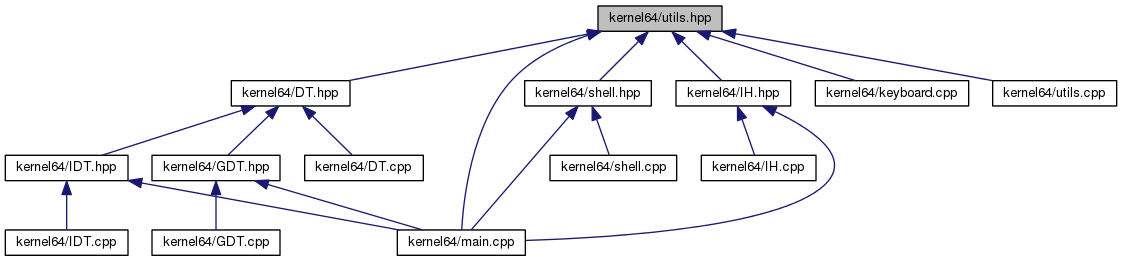 kernel64/utils.hpp
kernel64/DT.hpp
kernel64/shell.hpp
kernel64/IH.hpp
kernel64/keyboard.cpp
kernel64/utils.cpp
kernel64/IDT.hpp
kernel64/GDT.hpp
kernel64/DT.cpp
kernel64/shell.cpp
kernel64/IH.cpp
kernel64/IDT.cpp
kernel64/GDT.cpp
kernel64/main.cpp